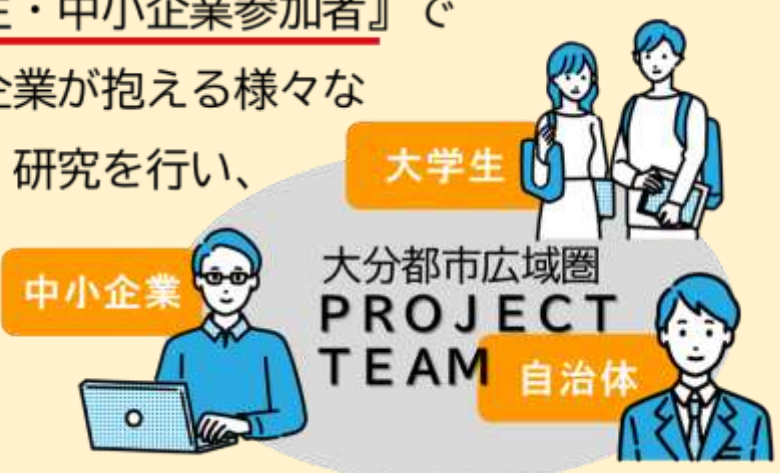 生・中小企業参加者』で
企業が抱える様々な
研究を行い、
大学生
中小企業
大分都市広域圏
PROJECT
TEAM
自治体